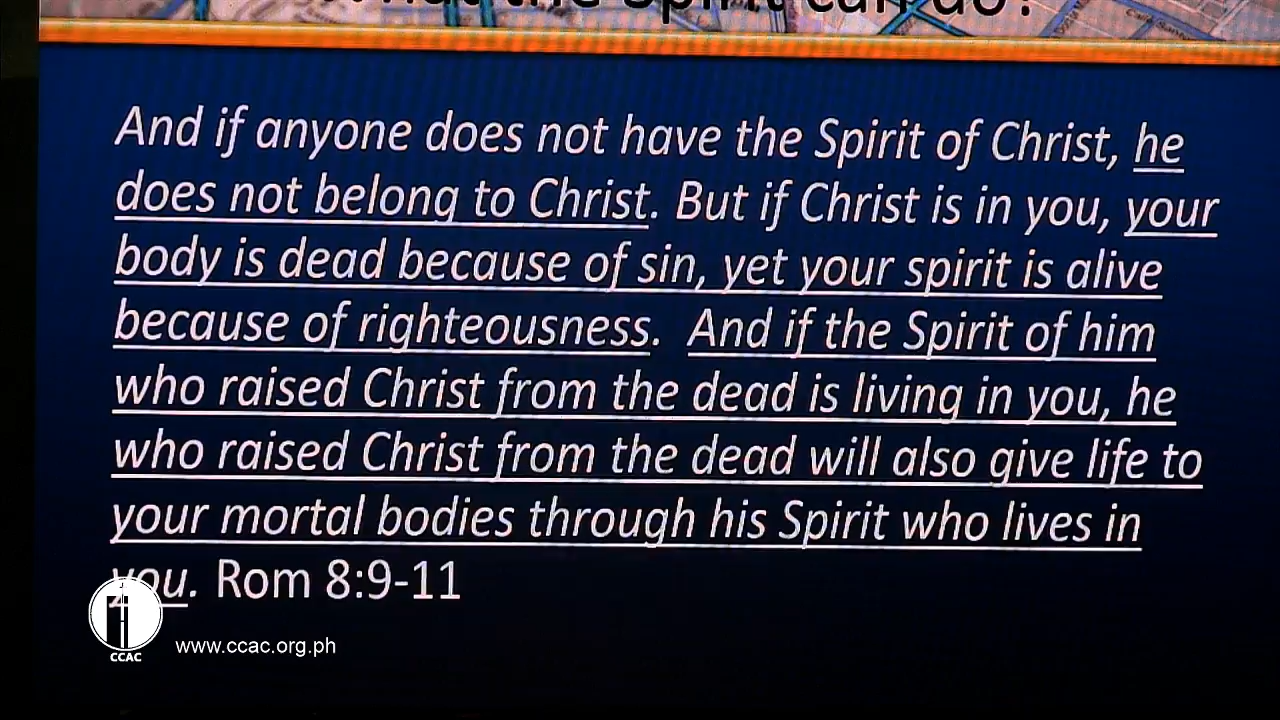 the Spirit can do?
And if anyone does not have the Spirit of Christ, he
does not belong to Christ. But if Christ is in you, your
body is dead because of sin, yet your spirit is alive
because of righteousness. And if the Spirit of him
who raised Christ from the dead is living in you, he
who raised Christ from the dead will also give life to
your mortal bodies through his Spirit who lives in
you. Rom 8:9-11
www.ccac.org.ph
CCAC